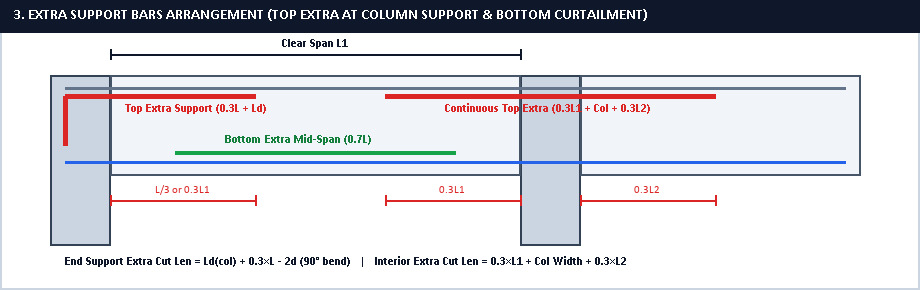 3. EXTRA SUPPORT BARS ARRANGEMENT (TOP EXTRA AT COLUMN SUPPORT & BOTTOM CURTAILMENT)
Clear Span L1
Top Extra Support (0.3L + Ld)
Continuous Top Extra (0.3L1 + Col + 0.3L2)
Bottom Extra Mid-Span (0.7L)
L/3 or 0.3L1
0.3L1
0.3L2
End Support Extra Cut Len = Ld(col) + 0.3×L - 2d (90° bend) | Interior Extra Cut Len = 0.3×L1 + Col Width + 0.3×L2